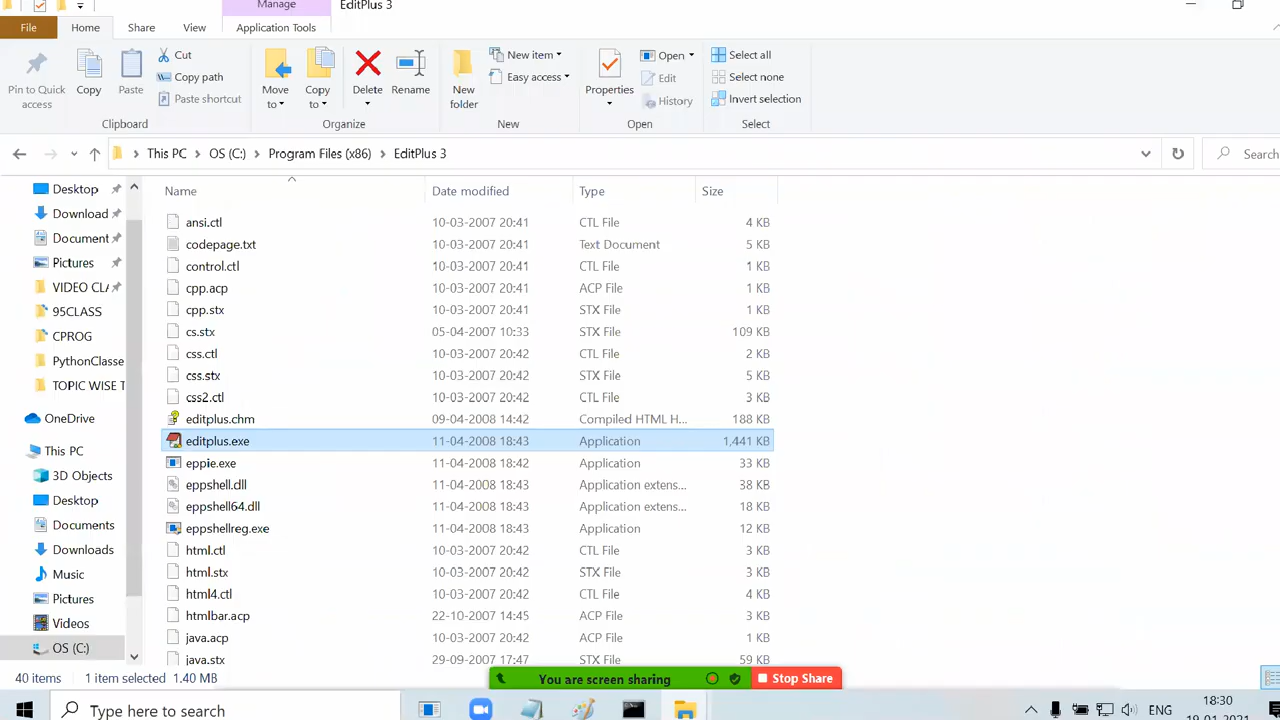 Manage
EditPlus 3
File
Home
Share
View
Application Tools
Pin to Quick access
Copy
Paste
Cut
Copy path
Paste shortcut
Clipboard
Move to
Copy to
Delete
Rename
Organize
New folder
New item
Easy access
New
Properties
Open
Edit
History
Open
Select all
Select none
Invert selection
Select
This PC
OS (C:)
Program Files (x86)
EditPlus 3
Search
Name
Date modified
Type
Size
Desktop
Download
Document
Pictures
VIDEO CLA
95CLASS
CPROG
PythonClasse
TOPIC WISE T
OneDrive
This PC
3D Objects
Desktop
Documents
Downloads
Music
Pictures
Videos
OS (C:)
ansi.ctl 10-03-2007 20:41 CTL File 4 KB
codepage.txt 10-03-2007 20:41 Text Document 5 KB
control.ctl 10-03-2007 20:41 CTL File 1 KB
cpp.acp 10-03-2007 20:41 ACP File 1 KB
cpp.stx 10-03-2007 20:41 STX File 1 KB
cs.stx 05-04-2007 10:33 STX File 109 KB
css.ctl 10-03-2007 20:42 CTL File 2 KB
css.stx 10-03-2007 20:42 STX File 5 KB
css2.ctl 10-03-2007 20:42 CTL File 3 KB
editplus.chm 09-04-2008 14:42 Compiled HTML H... 188 KB
editplus.exe 11-04-2008 18:43 Application 1,441 KB
eppie.exe 11-04-2008 18:42 Application 33 KB
eppshell.dll 11-04-2008 18:43 Application extens... 38 KB
eppshell64.dll 11-04-2008 18:43 Application extens... 18 KB
eppshellreg.exe 11-04-2008 18:43 Application 12 KB
html.ctl 10-03-2007 20:42 CTL File 3 KB
html.stx 10-03-2007 20:42 STX File 3 KB
html4.ctl 10-03-2007 20:42 CTL File 4 KB
htmlbar.acp 22-10-2007 14:45 ACP File 3 KB
java.acp 10-03-2007 20:42 ACP File 1 KB
java.stx 29-09-2007 17:47 STX File 59 KB
40 items
1 item selected 1.40 MB
You are screen sharing
Stop Share
Type here to search
ENG
18:30
19-01-2021